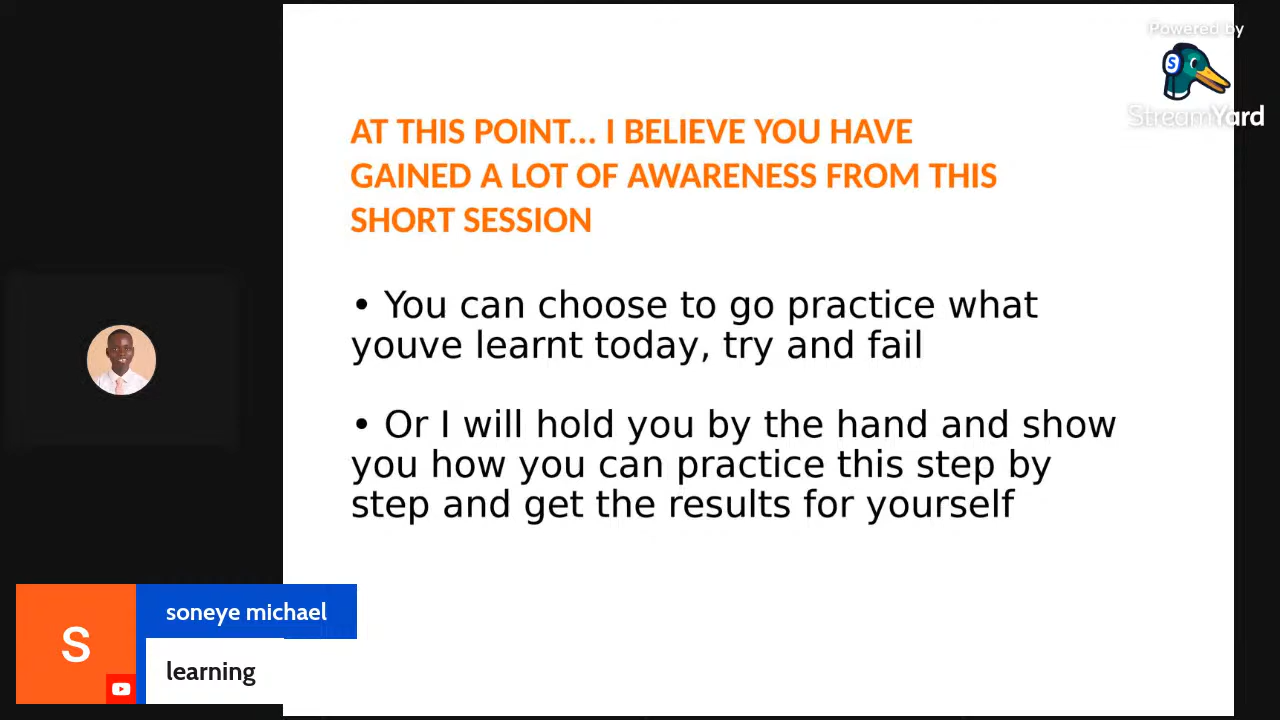 Powered by
StreamYard
AT THIS POINT... I BELIEVE YOU HAVE
GAINED A LOT OF AWARENESS FROM THIS
SHORT SESSION
• You can choose to go practice what
youve learnt today, try and fail
• Or I will hold you by the hand and show
you how you can practice this step by
step and get the results for yourself
S
S
soneye michael
learning